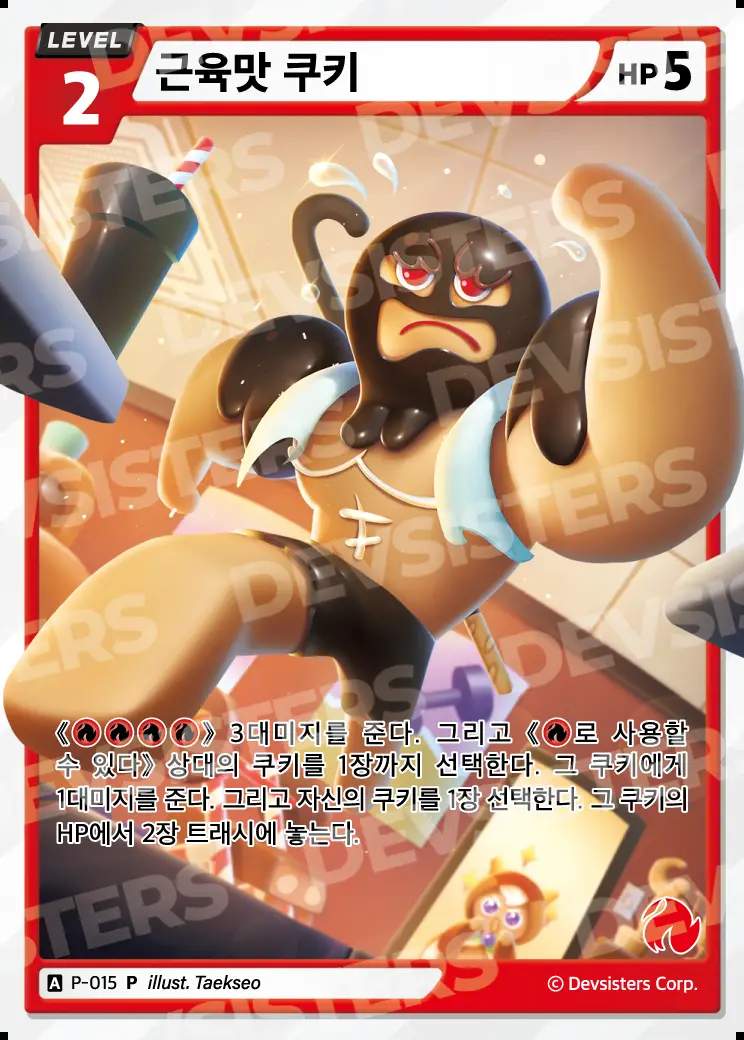 LEVEL
2
근육맛 쿠키
HP 5
《》 3대미지를 준다. 그리고 《로 사용할
수 있다》 상대의 쿠키를 1장까지 선택한다. 그 쿠키에게
1대미지를 준다. 그리고 자신의 쿠키를 1장 선택한다. 그 쿠키의
HP에서 2장 트래시에 놓는다.
A P-015 P illust. Taekseo
© Devsisters Corp.
DEVSISTERS